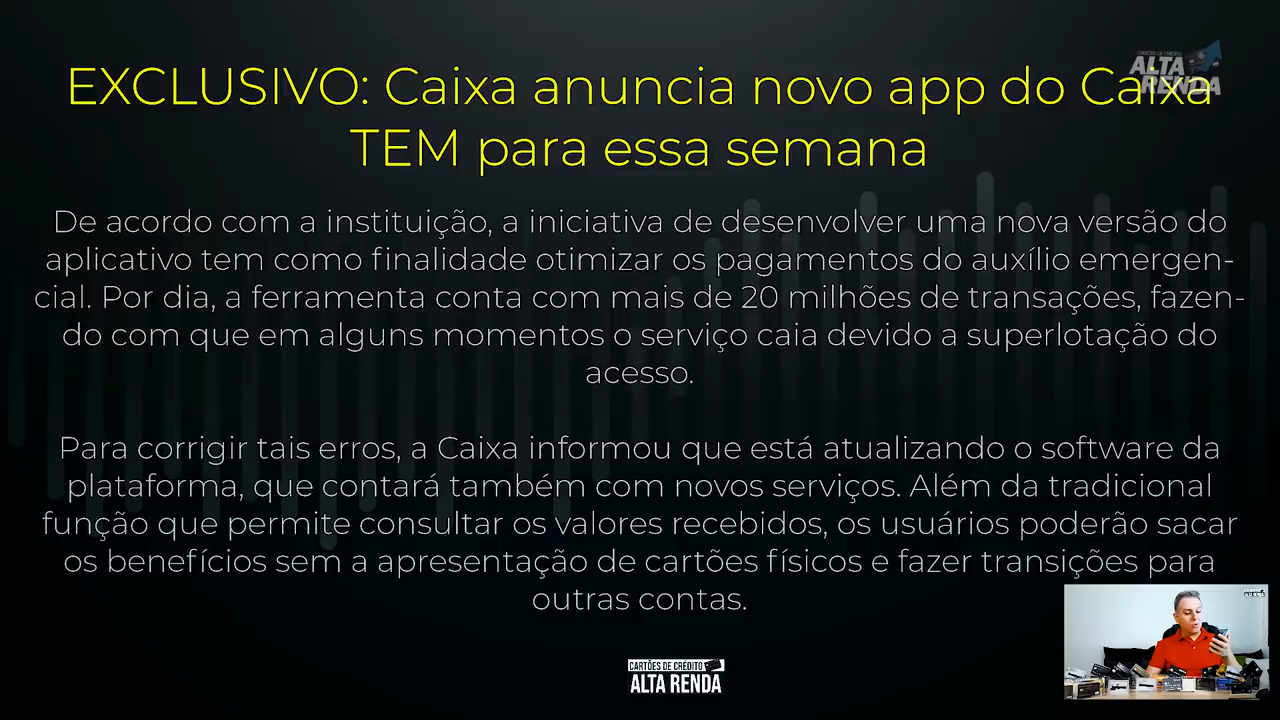 CARTÕES DE CRÉDITO
ALTA
RENDA
EXCLUSIVO: Caixa anuncia novo app do Caixa
TEM para essa semana
De acordo com a instituição, a iniciativa de desenvolver uma nova versão do
aplicativo tem como finalidade otimizar os pagamentos do auxílio emergen-
cial. Por dia, a ferramenta conta com mais de 20 milhões de transações, fazen-
do com que em alguns momentos o serviço caia devido a superlotação do
acesso.
Para corrigir tais erros, a Caixa informou que está atualizando o software da
plataforma, que contará também com novos serviços. Além da tradicional
função que permite consultar os valores recebidos, os usuários poderão sacar
os benefícios sem a apresentação de cartões físicos e fazer transições para
outras contas.
CARTÕES DE CRÉDITO
ALTA RENDA